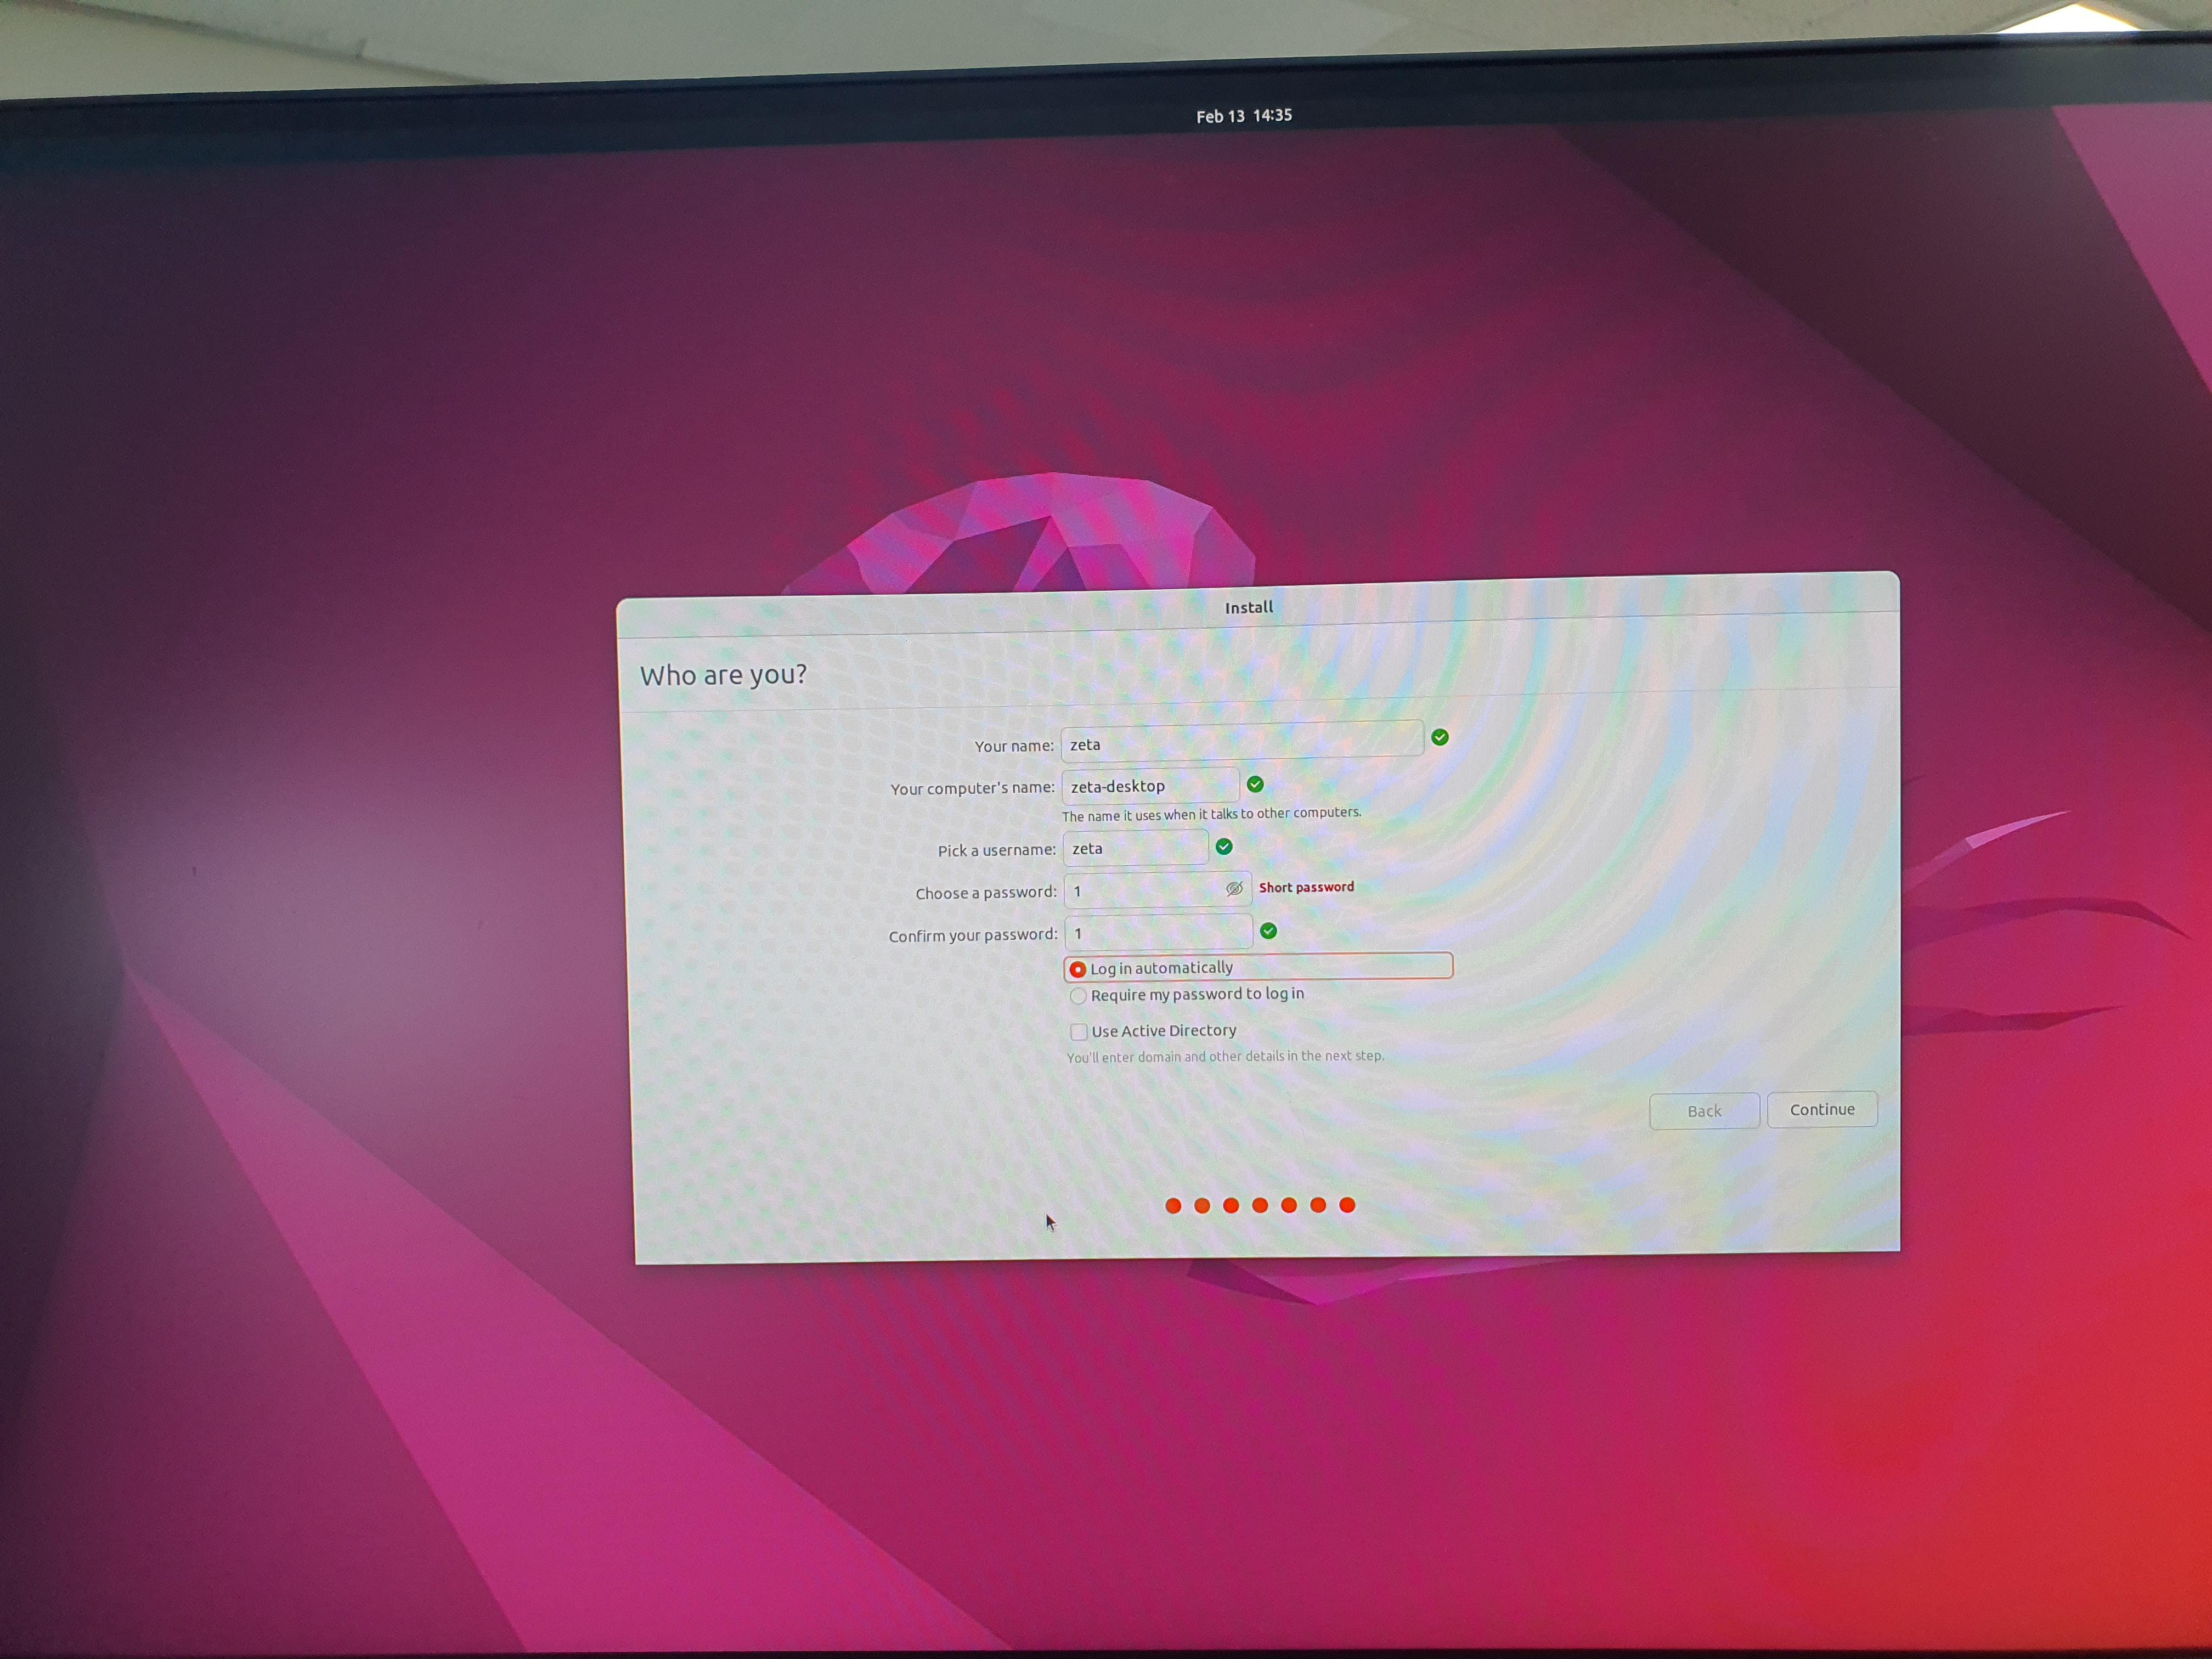 Feb 13 14:35
Install
Who are you?
Your name: zeta
Your computer's name: zeta-desktop
The name it uses when it talks to other computers.
Pick a username: zeta
Choose a password: 1 Short password
Confirm your password: 1
Log in automatically
Require my password to log in
Use Active Directory
You'll enter domain and other details in the next step.
Back Continue